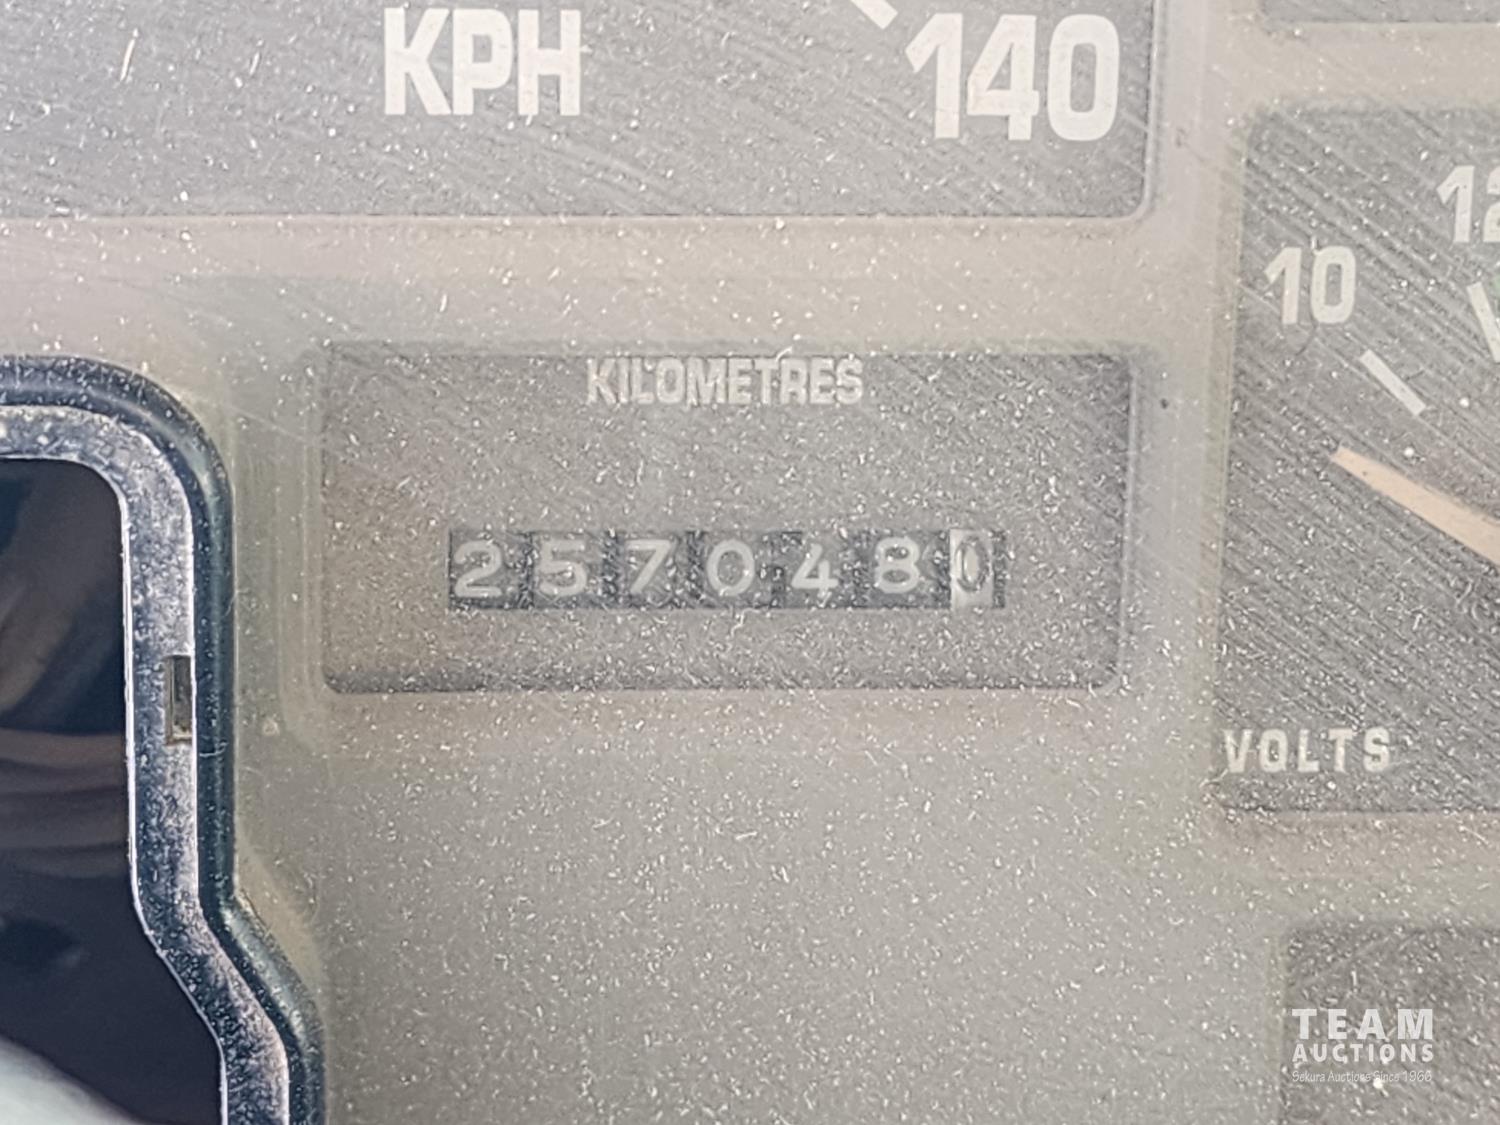 KPH
140
12
10
KILOMETRES
2570480
VOLTS
TEAM
AUCTIONS
Sekura Auctions Since 1966